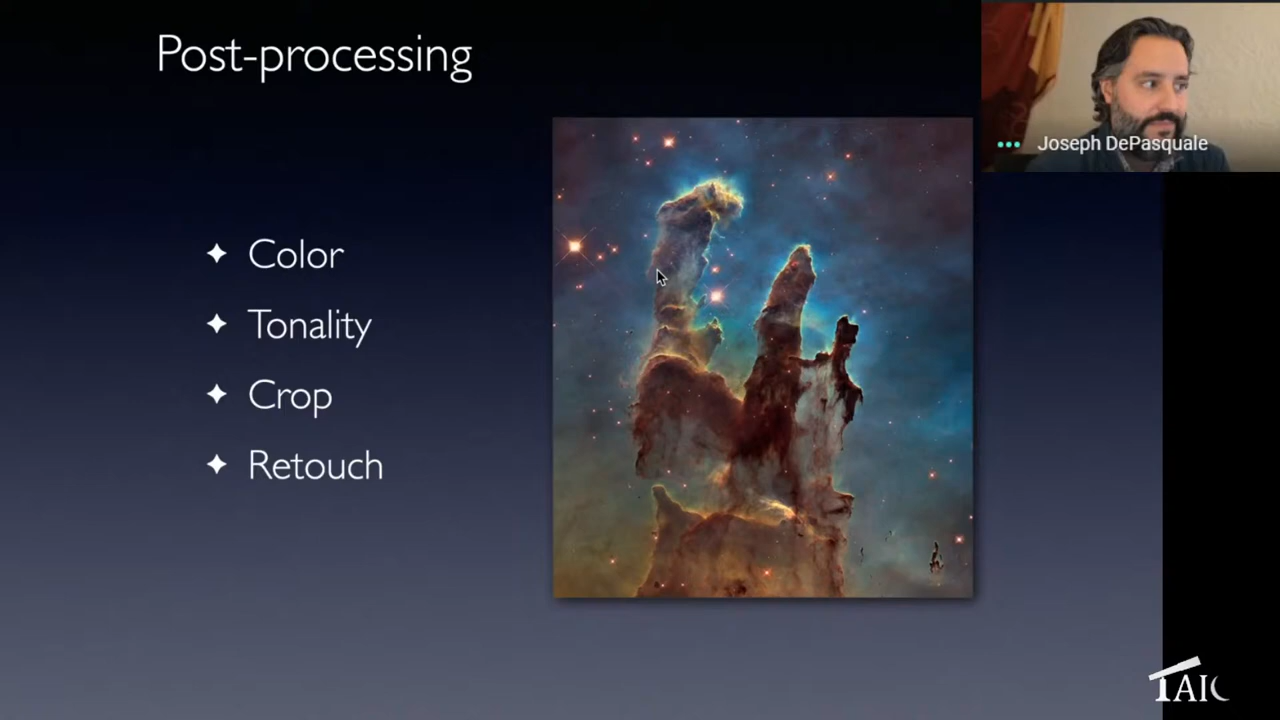 Post-processing
Joseph DePasquale
Color
Tonality
Crop
Retouch
TAIC